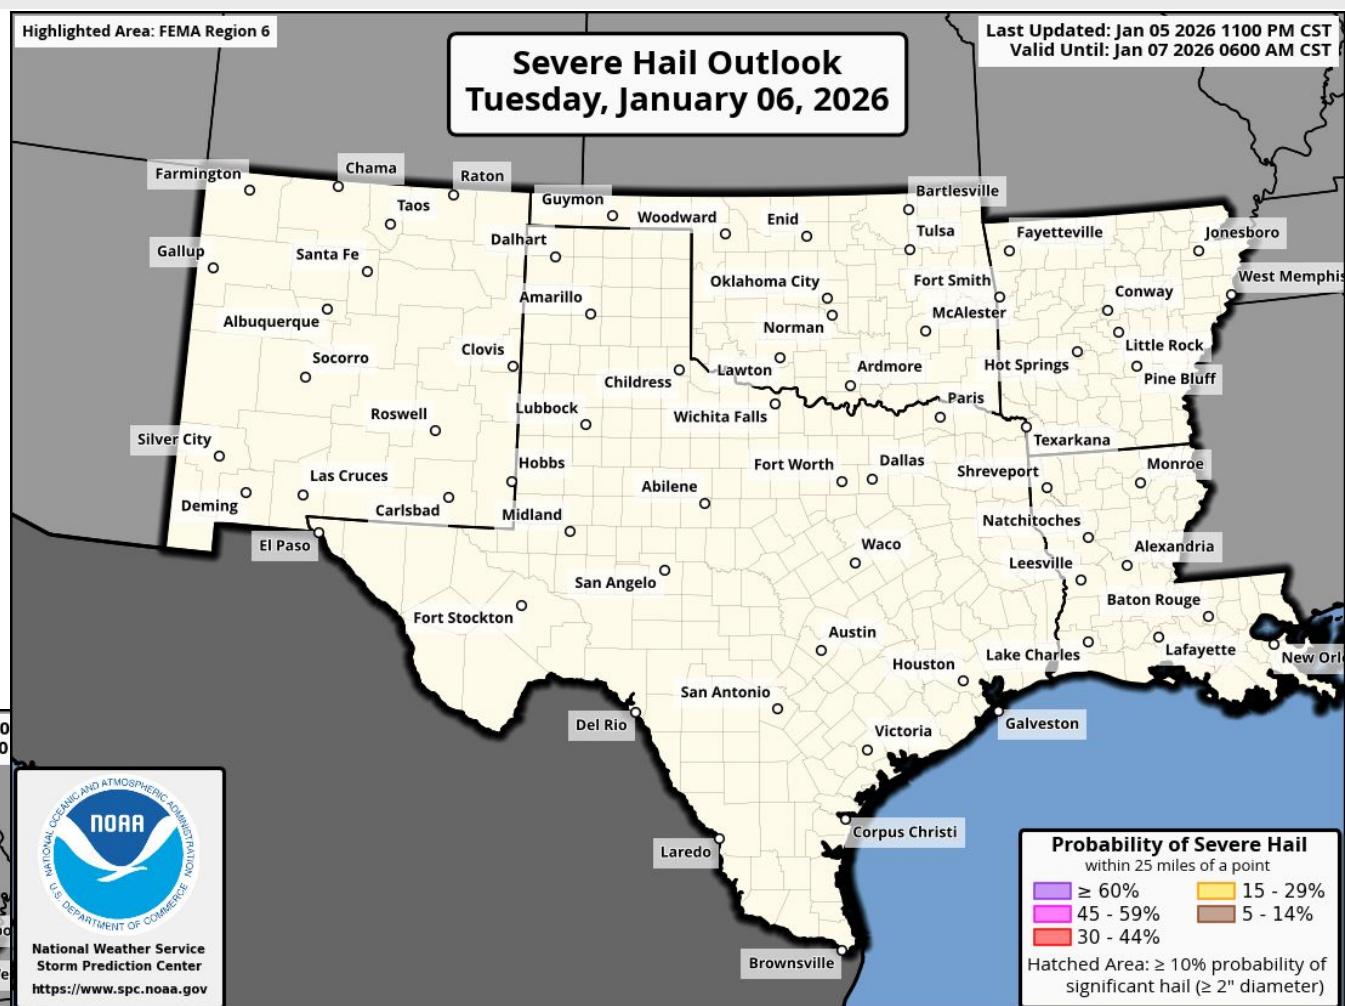 Highlighted Area: FEMA Region 6
Last Updated: Jan 05 2026 1100 PM CST
Valid Until: Jan 07 2026 0600 AM CST
Severe Hail Outlook
Tuesday, January 06, 2026
Farmington
Chama
Raton
Taos
Guymon
Woodward
Enid
Bartlesville
Tulsa
Fayetteville
Jonesboro
Gallup
Santa Fe
Dalhart
Oklahoma City
Fort Smith
West Memphis
Albuquerque
Amarillo
Norman
McAlester
Conway
Socorro
Clovis
Childress
Lawton
Ardmore
Hot Springs
Little Rock
Pine Bluff
Roswell
Lubbock
Wichita Falls
Paris
Texarkana
Silver City
Las Cruces
Hobbs
Abilene
Fort Worth
Dallas
Shreveport
Monroe
Deming
Carlsbad
Midland
Natchitoches
El Paso
San Angelo
Waco
Leesville
Alexandria
Fort Stockton
Austin
Baton Rouge
Houston
Lake Charles
Lafayette
New Orl
San Antonio
Del Rio
Victoria
Galveston
Laredo
Corpus Christi
Brownsville
NATIONAL OCEANIC AND ATMOSPHERIC ADMINISTRATION
NOAA
U.S. DEPARTMENT OF COMMERCE
National Weather Service
Storm Prediction Center
https://www.spc.noaa.gov
Probability of Severe Hail
within 25 miles of a point
≥ 60%
15 - 29%
45 - 59%
5 - 14%
30 - 44%
Hatched Area: ≥ 10% probability of
significant hail (≥ 2" diameter)